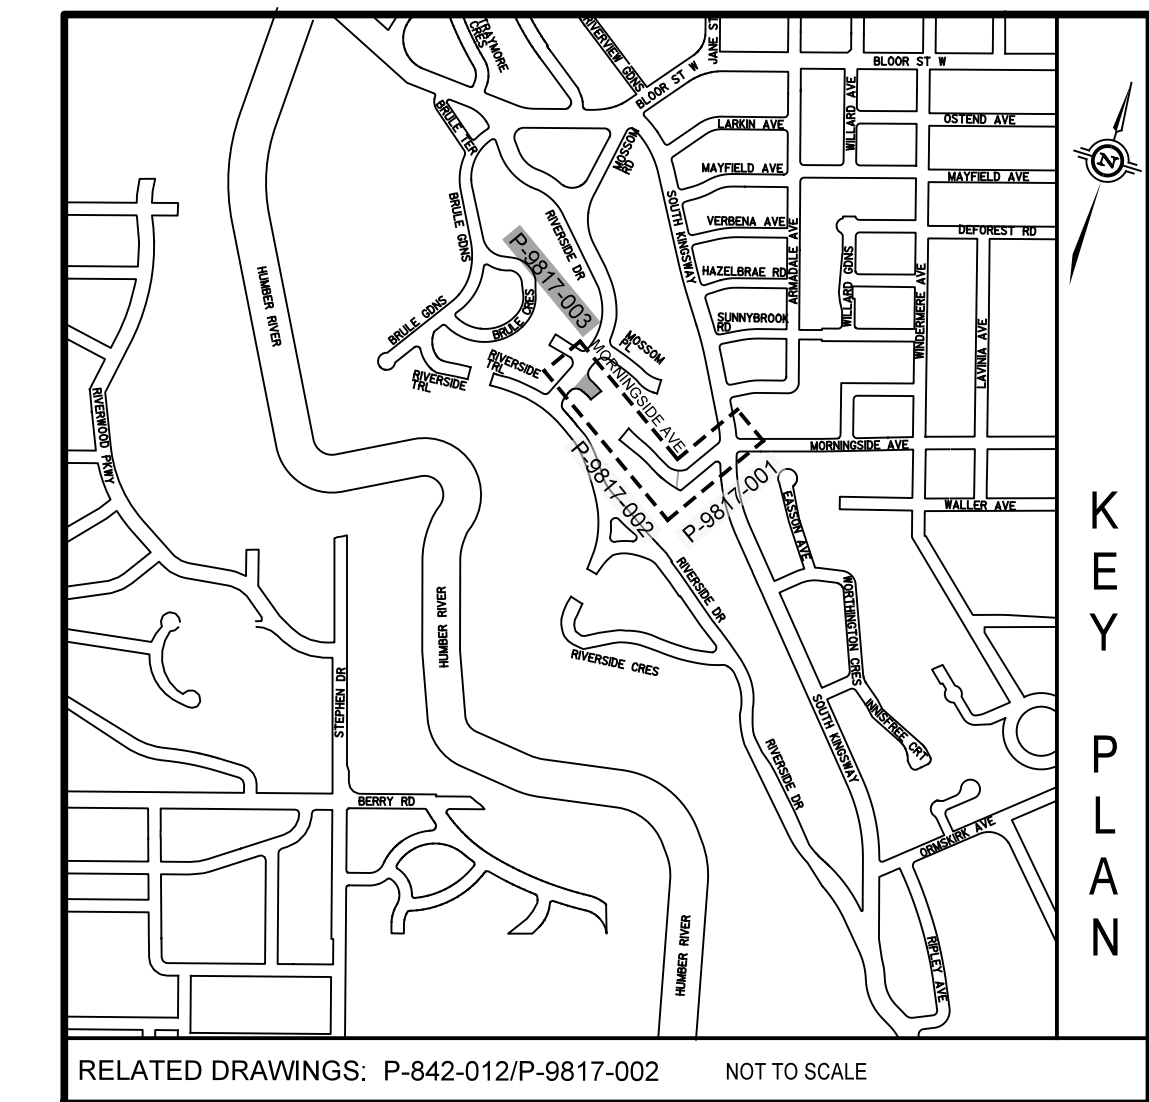 TRAYMORE
CRES
RIVERVIEW GDNS
JANE ST
BLOOR ST W
BLOOR ST W
BRULE TER
MOSSOM
RD
LARKIN AVE
WILLARD AVE
OSTEND AVE
MAYFIELD AVE
MAYFIELD AVE
BRULE GDNS
RIVERSIDE DR
SOUTH KINGSWAY
VERBENA AVE
ARMADALE AVE
DEFOREST RD
N
P-9817-003
HAZELBRAE RD
WILLARD GDNS
WINDERMERE AVE
HUMBER RIVER
BRULE GDNS
BRULE CRES
SUNNYBROOK
RD
LAVINIA AVE
MOSSOM
PL
RIVERSIDE
TRL
RIVERSIDE
TRL
MORNINGSIDE AVE
RIVERWOOD PKWY
MORNINGSIDE AVE
P-9817-002
P-9817-001
EASSON AVE
WALLER AVE
HUMBER RIVER
RIVERSIDE DR
WORTHINGTON CRES
RIVERSIDE CRES
STEPHEN DR
SOUTH KINGSWAY
INNISFREE CRT
RIVERSIDE DR
BERRY RD
ORMSKIRK AVE
HUMBER RIVER
RIPLEY AVE
KEY PLAN
RELATED DRAWINGS: P-842-012/P-9817-002
NOT TO SCALE